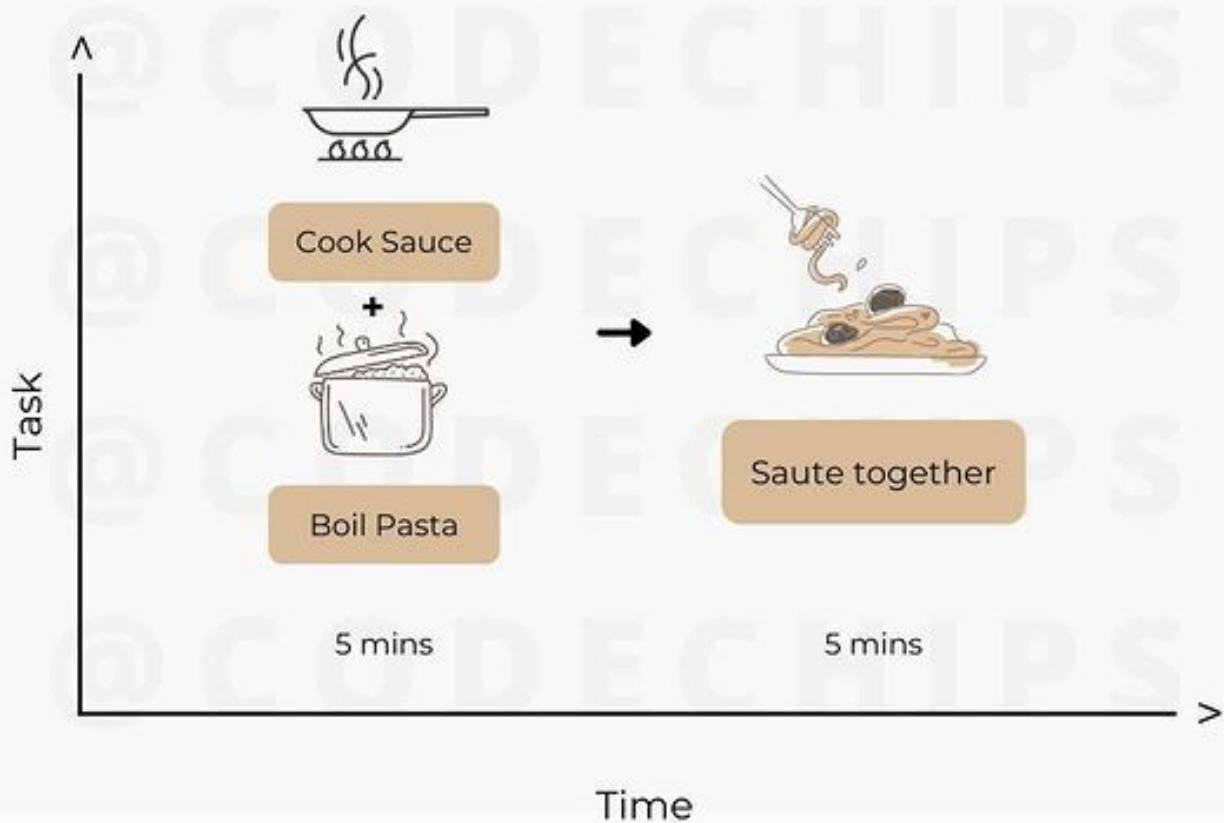 @CODECHIPS
Cook Sauce
+
@CODECHIPS
Boil Pasta
Saute together
@CODECHIPS
5 mins
5 mins
@CODECHIPS
Task
Time